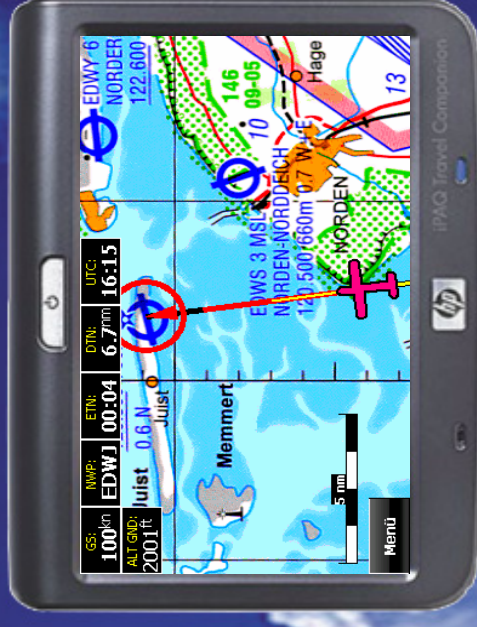 GS:
100kn
NWP:
EDWJ
ETN:
00:04
DTN:
6.7nm
UTC:
16:15
ALT GND:
2001ft
EDWY 6
NORDER
122.600
146
09-05
Hage
10
13
EDWS 3 MSL
NORDEN-NORDDEICH
120.500 660m 0.7 W+E
NORDEN
Juist 0.6 N
Juist
Memmert
5 nm
Menü
hp
iPAQ Travel Companion